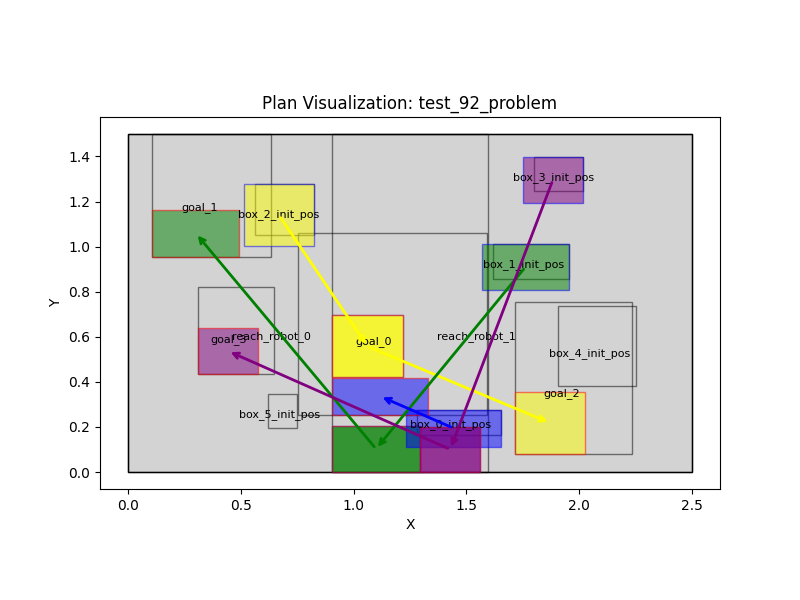 Plan Visualization: test_92_problem
1.4
1.2
1.0
0.8
0.6
0.4
0.2
0.0
Y
box_3_init_pos
goal_1
box_2_init_pos
box_1_init_pos
goal_3
reach_robot_0
goal_0
reach_robot_1
box_4_init_pos
goal_2
box_5_init_pos
box_0_init_pos
0.0
0.5
1.0
1.5
2.0
2.5
X